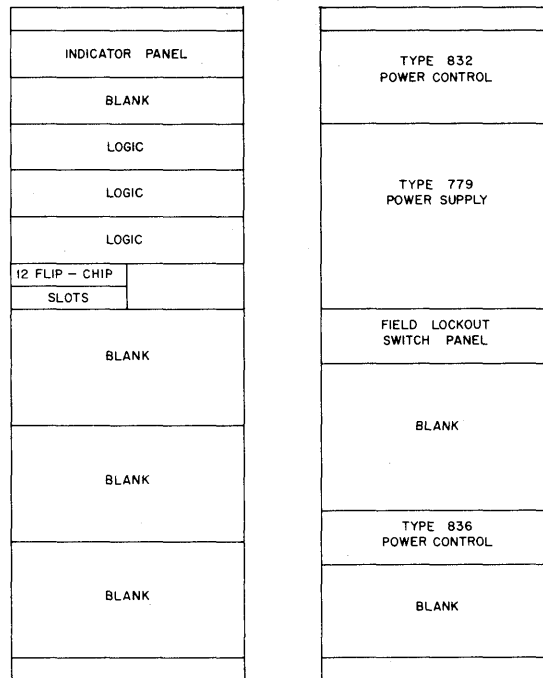 INDICATOR PANEL
BLANK
LOGIC
LOGIC
LOGIC
12 FLIP - CHIP
SLOTS
BLANK
BLANK
BLANK
TYPE 832
POWER CONTROL
TYPE 779
POWER SUPPLY
FIELD LOCKOUT
SWITCH PANEL
BLANK
TYPE 836
POWER CONTROL
BLANK